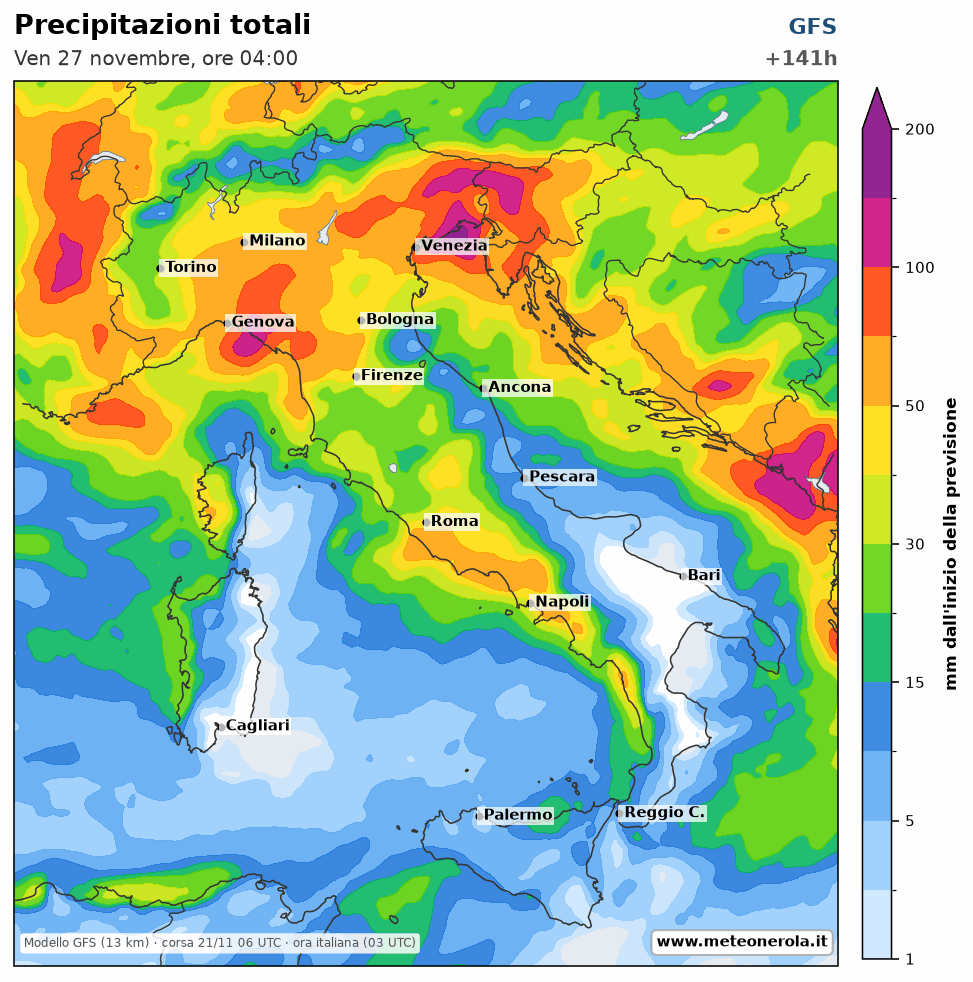 Precipitazioni totali
GFS
Ven 27 novembre, ore 04:00
+141h
200
100
50
30
15
5
1
mm dall'inizio della previsione
Milano
Venezia
Torino
Genova
Bologna
Firenze
Ancona
Pescara
Roma
Bari
Napoli
Cagliari
Palermo
Reggio C.
Modello GFS (13 km) · corsa 21/11 06 UTC · ora italiana (03 UTC)
www.meteonerola.it